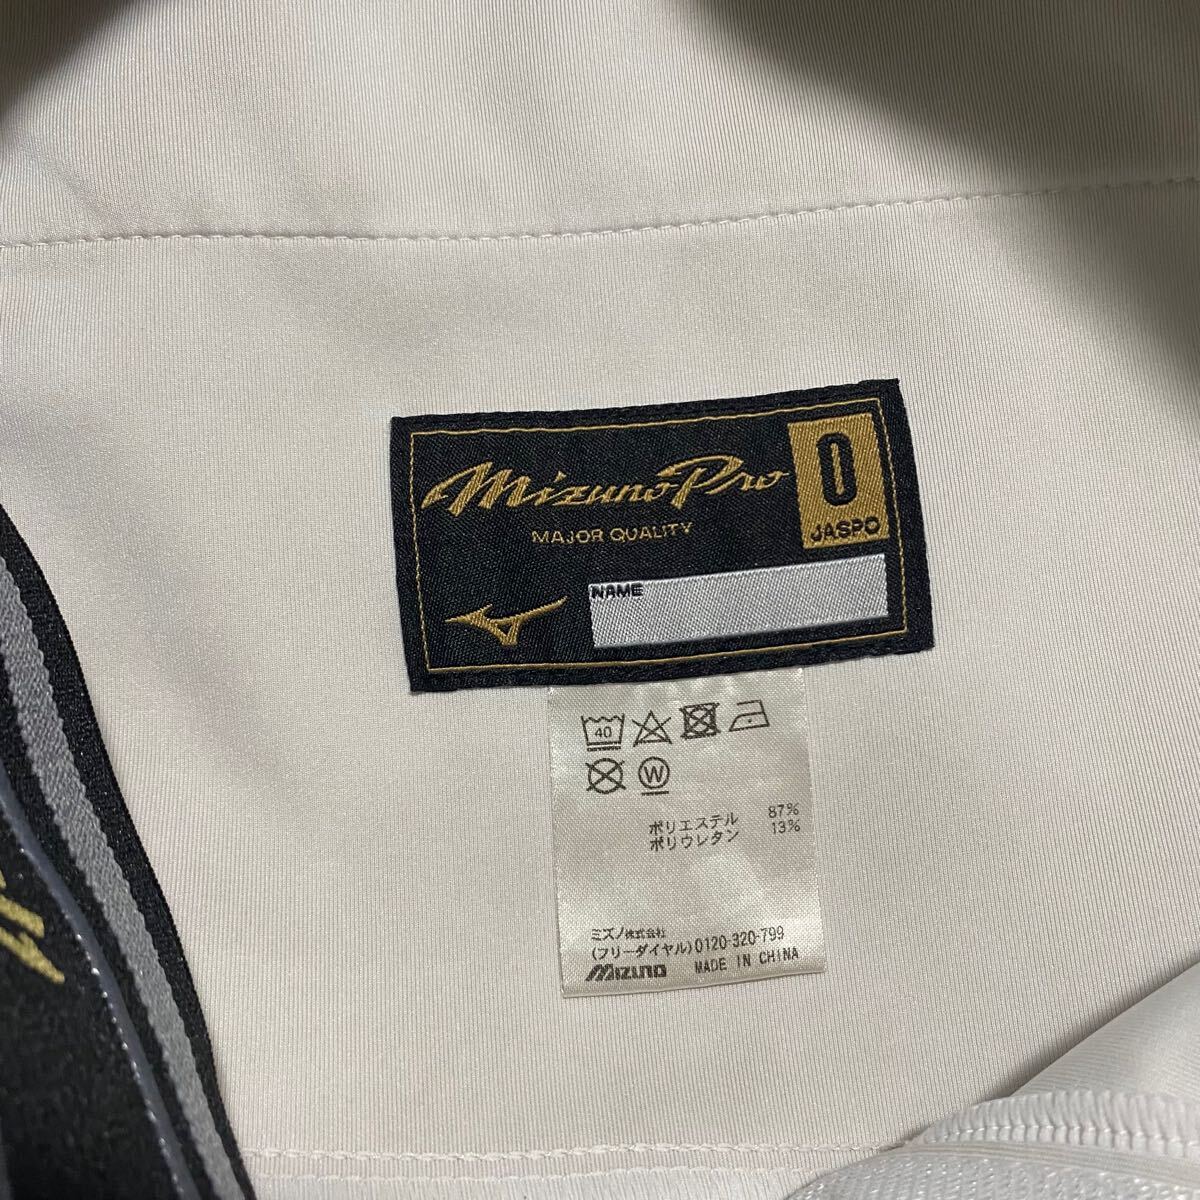 Mizuno Pro
O
JASPO
MAJOR QUALITY
NAME
40
W
ポリエステル 87%
ポリウレタン 13%
ミズノ株式会社
(フリーダイヤル)0120-320-799
MIZUNO MADE IN CHINA